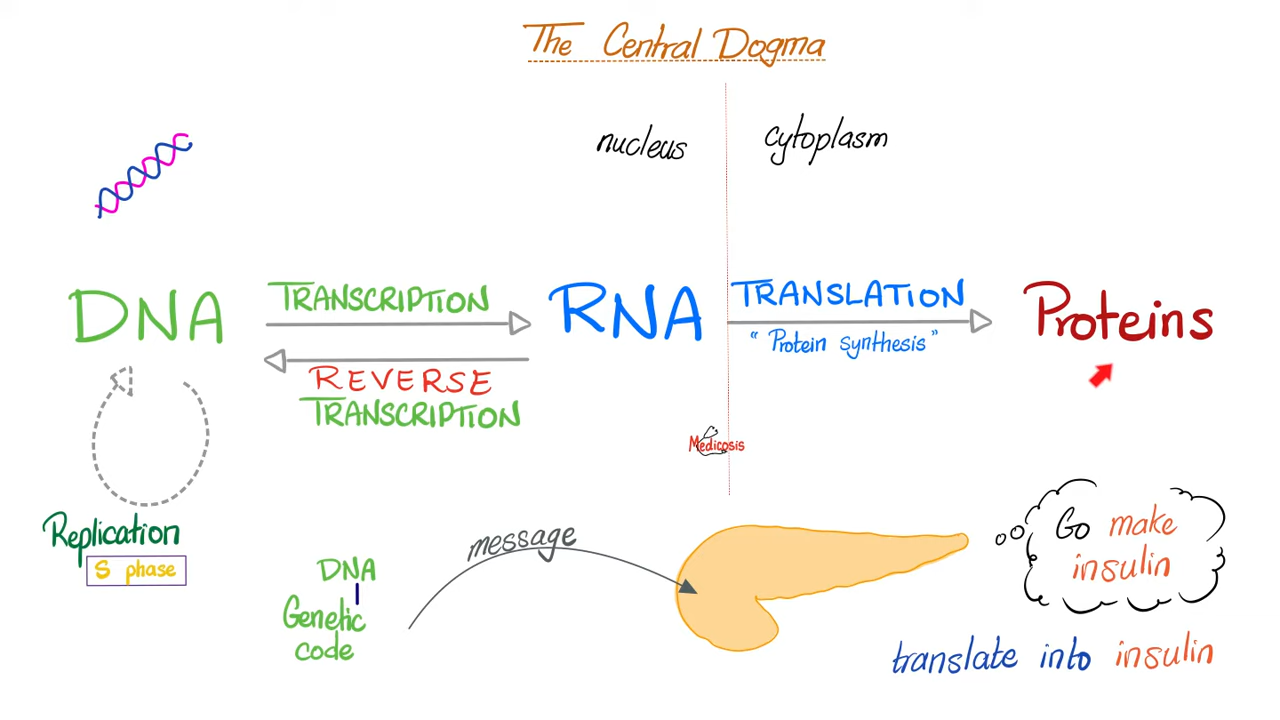 The Central Dogma
nucleus
cytoplasm
DNA
TRANSCRIPTION
RNA
TRANSLATION
" Protein synthesis "
Proteins
REVERSE
TRANSCRIPTION
Medicosis
Replication
S phase
DNA
Genetic
code
message
Go make
insulin
translate into insulin